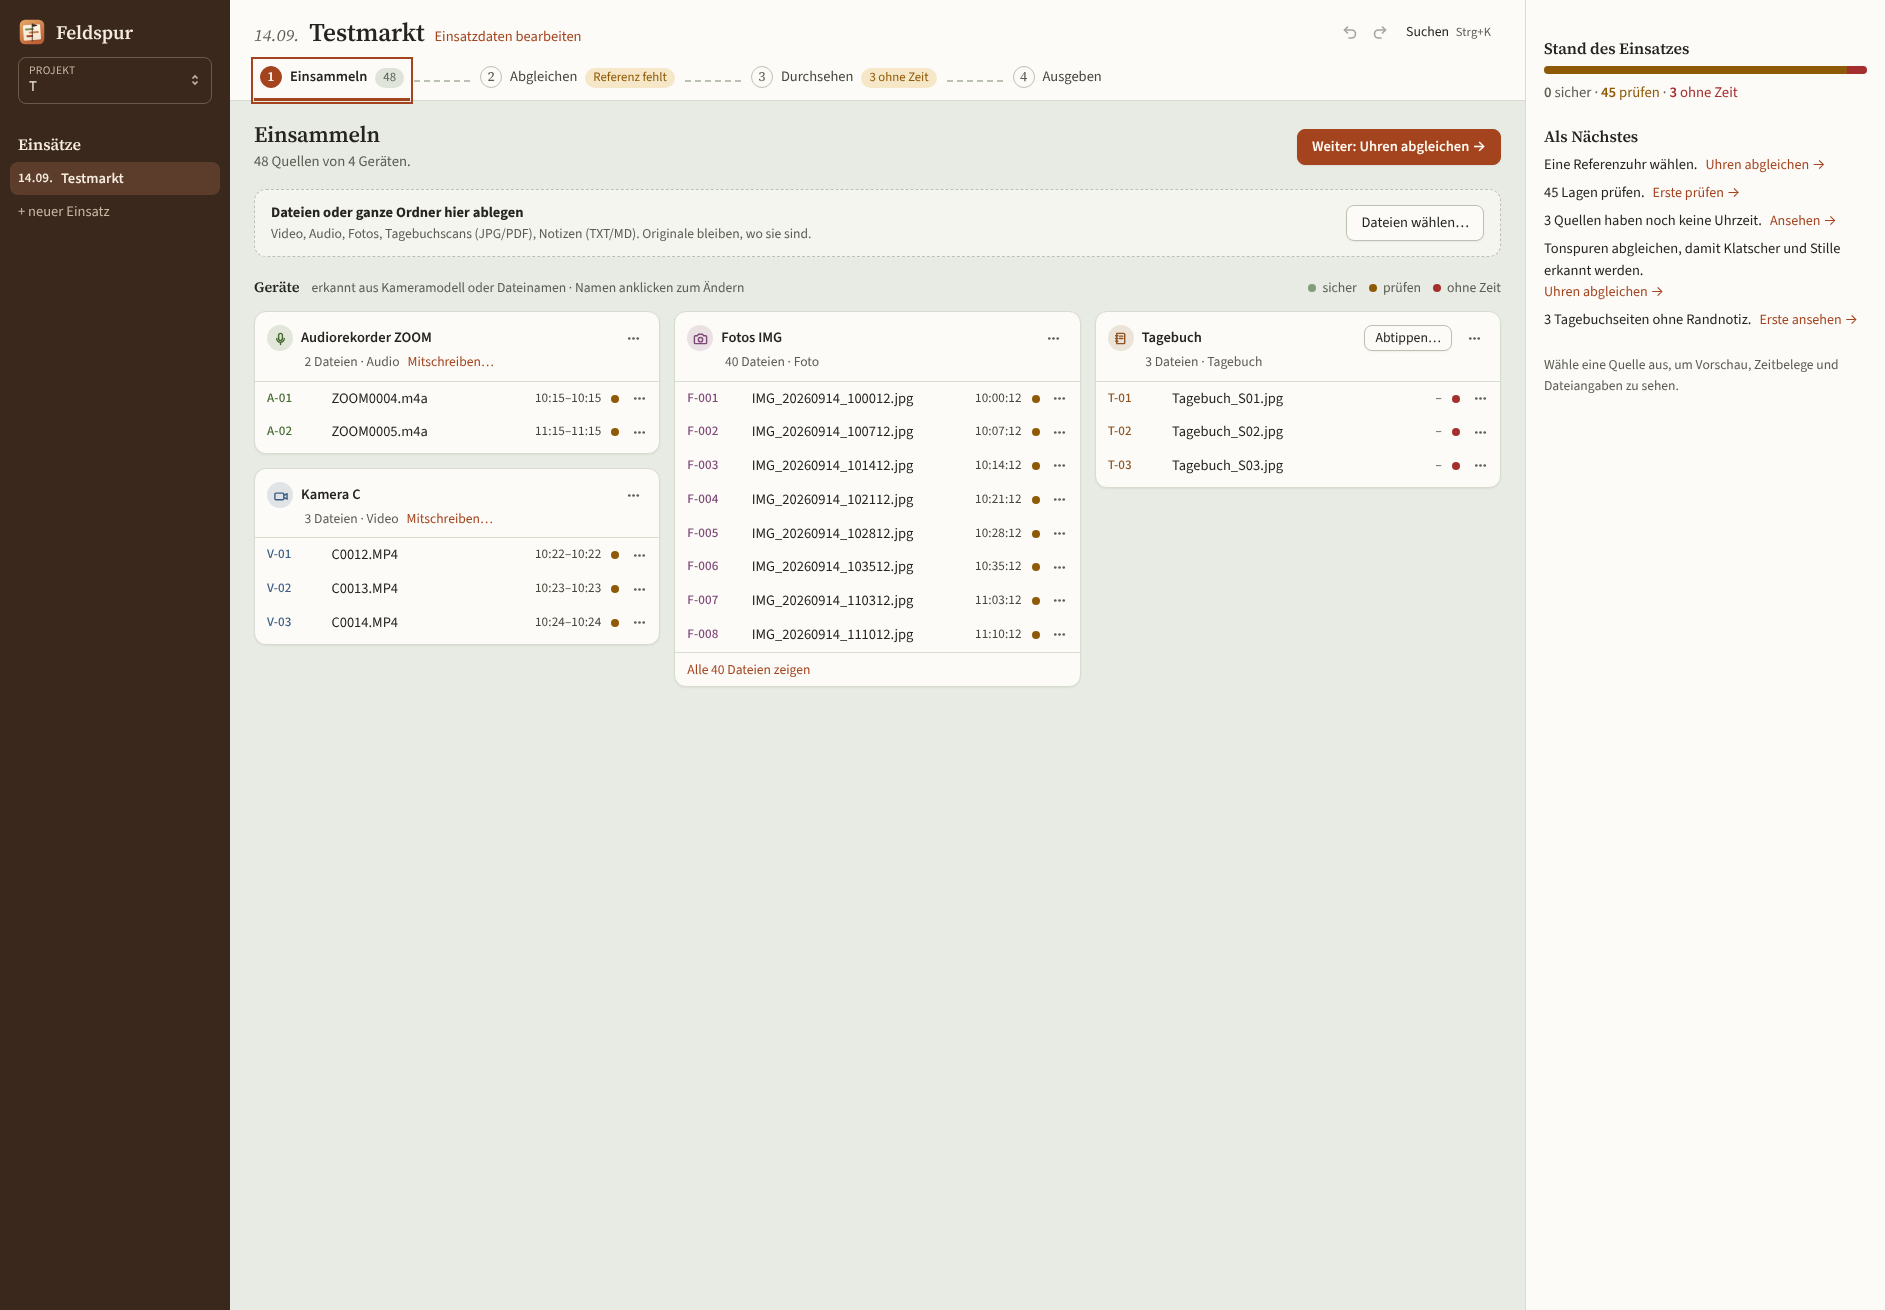 Feldspur
PROJEKT
T
Einsätze
14.09. Testmarkt
+ neuer Einsatz
14.09. Testmarkt Einsatzdaten bearbeiten
Suchen Strg+K
1 Einsammeln 48
2 Abgleichen Referenz fehlt
3 Durchsehen 3 ohne Zeit
4 Ausgeben
Einsammeln
48 Quellen von 4 Geräten.
Weiter: Uhren abgleichen →
Dateien oder ganze Ordner hier ablegen
Video, Audio, Fotos, Tagebuchscans (JPG/PDF), Notizen (TXT/MD). Originale bleiben, wo sie sind.
Dateien wählen…
Geräte erkannt aus Kameramodell oder Dateinamen · Namen anklicken zum Ändern
sicher prüfen ohne Zeit
Audiorekorder ZOOM
2 Dateien · Audio Mitschreiben…
A-01 ZOOM0004.m4a 10:15–10:15
A-02 ZOOM0005.m4a 11:15–11:15
Kamera C
3 Dateien · Video Mitschreiben…
V-01 C0012.MP4 10:22–10:22
V-02 C0013.MP4 10:23–10:23
V-03 C0014.MP4 10:24–10:24
Fotos IMG
40 Dateien · Foto
F-001 IMG_20260914_100012.jpg 10:00:12
F-002 IMG_20260914_100712.jpg 10:07:12
F-003 IMG_20260914_101412.jpg 10:14:12
F-004 IMG_20260914_102112.jpg 10:21:12
F-005 IMG_20260914_102812.jpg 10:28:12
F-006 IMG_20260914_103512.jpg 10:35:12
F-007 IMG_20260914_110312.jpg 11:03:12
F-008 IMG_20260914_111012.jpg 11:10:12
Alle 40 Dateien zeigen
Tagebuch Abtippen…
3 Dateien · Tagebuch
T-01 Tagebuch_S01.jpg –
T-02 Tagebuch_S02.jpg –
T-03 Tagebuch_S03.jpg –
Stand des Einsatzes
0 sicher · 45 prüfen · 3 ohne Zeit
Als Nächstes
Eine Referenzuhr wählen. Uhren abgleichen →
45 Lagen prüfen. Erste prüfen →
3 Quellen haben noch keine Uhrzeit. Ansehen →
Tonspuren abgleichen, damit Klatscher und Stille
erkannt werden.
Uhren abgleichen →
3 Tagebuchseiten ohne Randnotiz. Erste ansehen →
Wähle eine Quelle aus, um Vorschau, Zeitbelege und
Dateiangaben zu sehen.